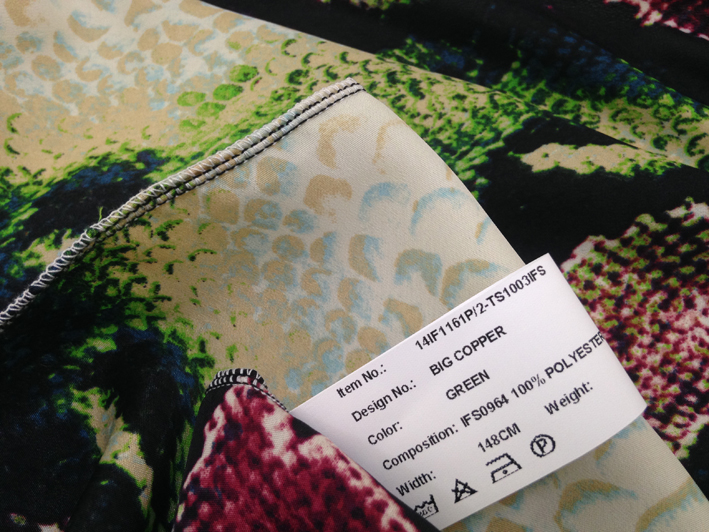 Item No.: 14IF1161P/2-TS1003IFS
Design No.: BIG COPPER
Color: GREEN
Composition: IFS0964 100% POLYESTER
Width: 148CM Weight:
P